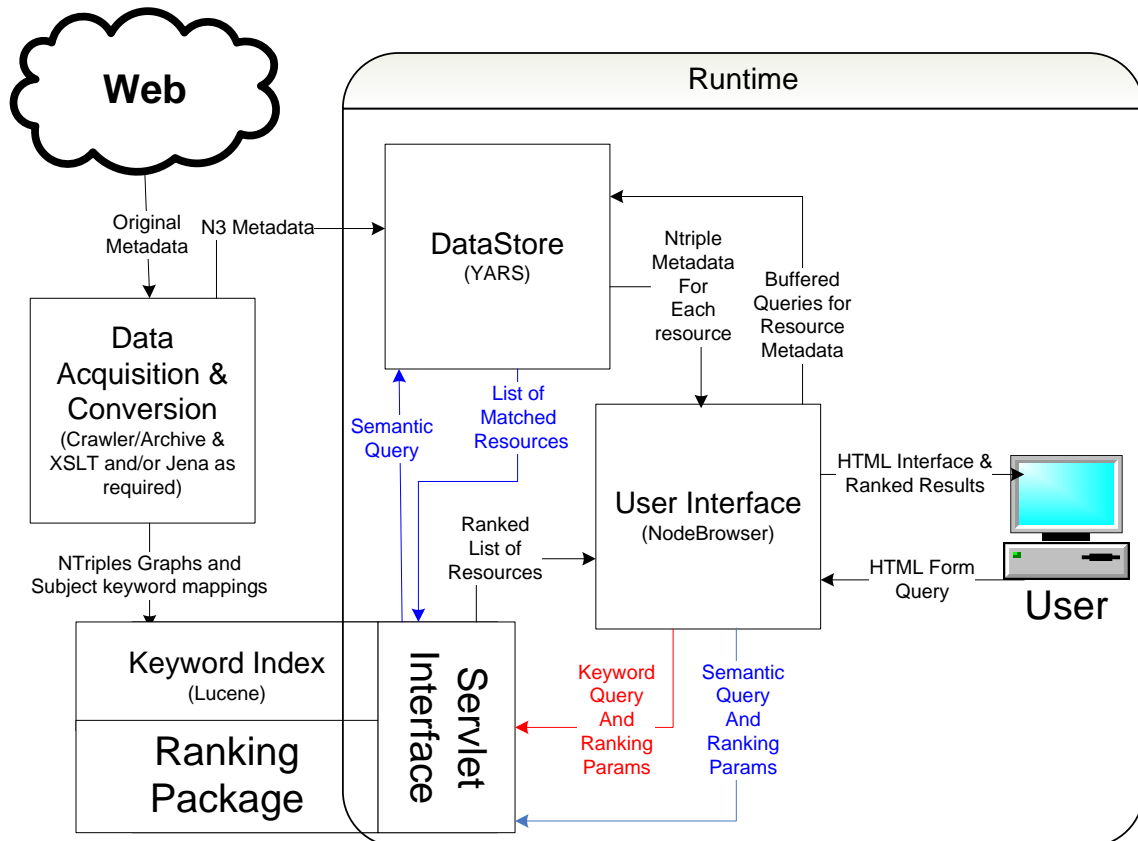 Web
Runtime
Original
Metadata
N3 Metadata
DataStore
(YARS)
Ntriple
Metadata
For
Each
resource
Buffered
Queries for
Resource
Metadata
Data
Acquisition &
Conversion
(Crawler/Archive &
XSLT and/or Jena as
required)
Semantic
Query
List of
Matched
Resources
User Interface
(NodeBrowser)
HTML Interface &
Ranked Results
HTML Form
Query
User
Ranked
List of
Resources
NTriples Graphs and
Subject keyword mappings
Keyword Index
(Lucene)
Ranking
Package
Servlet
Interface
Keyword
Query
And
Ranking
Params
Semantic
Query
And
Ranking
Params